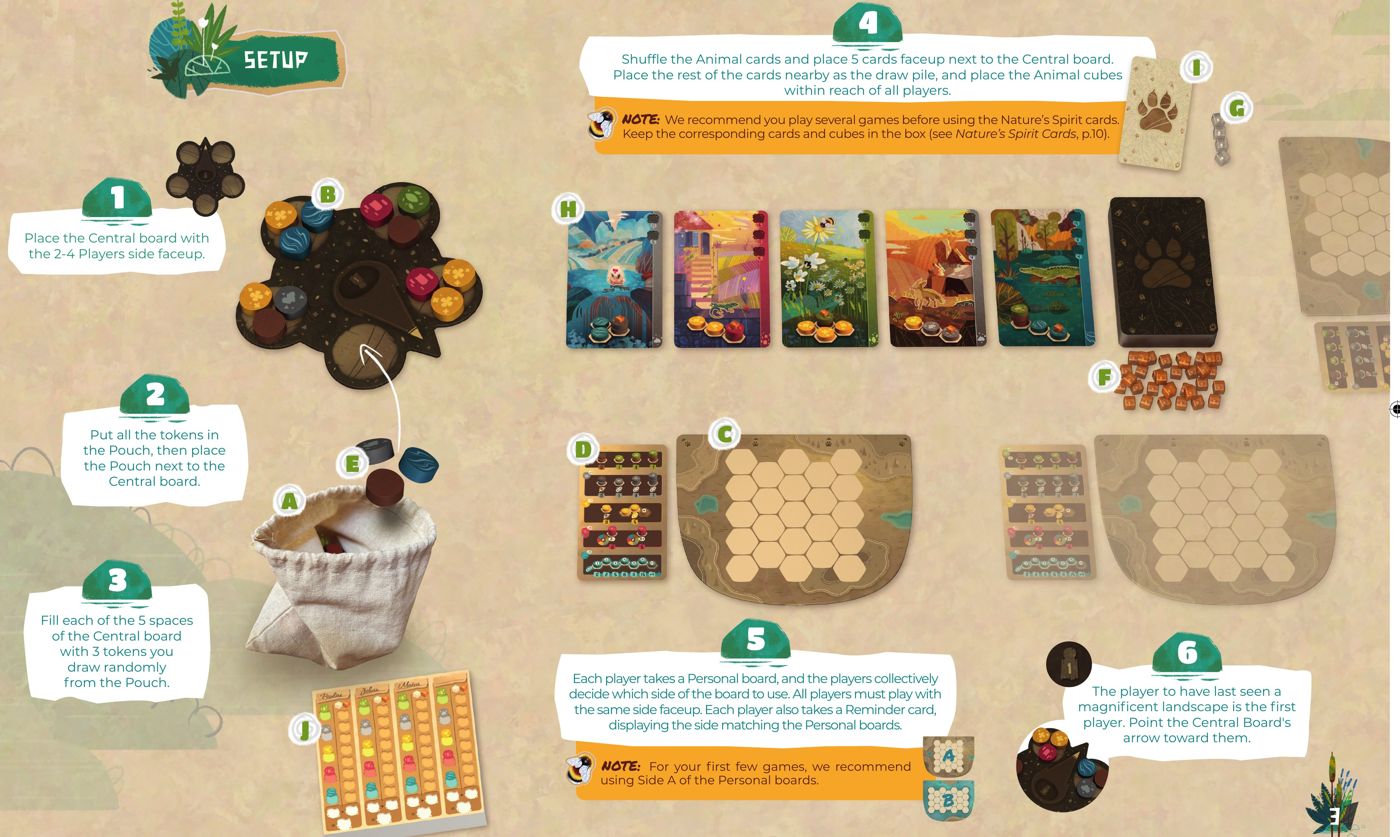 SETUP
1
Place the Central board with
the 2-4 Players side faceup.
B
2
Put all the tokens in
the Pouch, then place
the Pouch next to the
Central board.
E
A
3
Fill each of the 5 spaces
of the Central board
with 3 tokens you
draw randomly
from the Pouch.
J
4
Shuffle the Animal cards and place 5 cards faceup next to the Central board.
Place the rest of the cards nearby as the draw pile, and place the Animal cubes
within reach of all players.
NOTE: We recommend you play several games before using the Nature's Spirit cards.
Keep the corresponding cards and cubes in the box (see Nature's Spirit Cards, p.10).
I
G
H
F
D
C
5
Each player takes a Personal board, and the players collectively
decide which side of the board to use. All players must play with
the same side faceup. Each player also takes a Reminder card,
displaying the side matching the Personal boards.
NOTE: For your first few games, we recommend
using Side A of the Personal boards.
A
B
6
1
The player to have last seen a
magnificent landscape is the first
player. Point the Central Board's
arrow toward them.
3